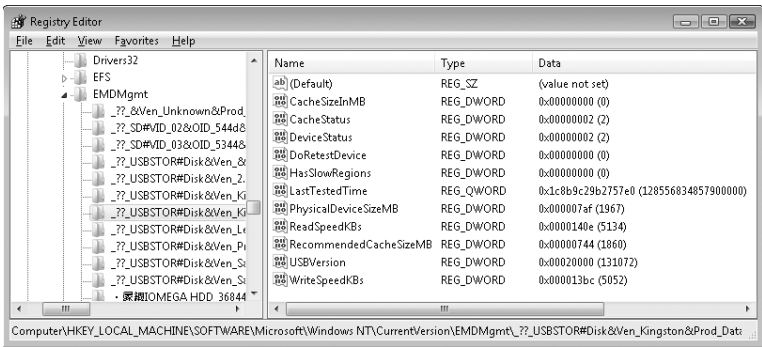 Registry Editor
File Edit View Favorites Help
Drivers32
EFS
EMDMgmt
_??_&Ven_Unknown&Prod_
_??_SD#VID_02&OID_544d&
_??_SD#VID_03&OID_5344&
_??_USBSTOR#Disk&Ven_&
_??_USBSTOR#Disk&Ven_2.
_??_USBSTOR#Disk&Ven_Ki
_??_USBSTOR#Disk&Ven_Ki
_??_USBSTOR#Disk&Ven_Le
_??_USBSTOR#Disk&Ven_Pr
_??_USBSTOR#Disk&Ven_Sa
_??_USBSTOR#Disk&Ven_Sa
IOMEGA HDD 36844
Name Type Data
(Default) REG_SZ (value not set)
CacheSizeInMB REG_DWORD 0x00000000 (0)
CacheStatus REG_DWORD 0x00000002 (2)
DeviceStatus REG_DWORD 0x00000002 (2)
DoRetestDevice REG_DWORD 0x00000000 (0)
HasSlowRegions REG_DWORD 0x00000000 (0)
LastTestedTime REG_QWORD 0x1c8b9c29b2757e0 (128556834857900000)
PhysicalDeviceSizeMB REG_DWORD 0x000007af (1967)
ReadSpeedKBs REG_DWORD 0x0000140e (5134)
RecommendedCacheSizeMB REG_DWORD 0x00000744 (1860)
USBVersion REG_DWORD 0x00020000 (131072)
WriteSpeedKBs REG_DWORD 0x000013bc (5052)
Computer\HKEY_LOCAL_MACHINE\SOFTWARE\Microsoft\Windows NT\CurrentVersion\EMDMgmt\_??_USBSTOR#Disk&Ven_Kingston&Prod_Data